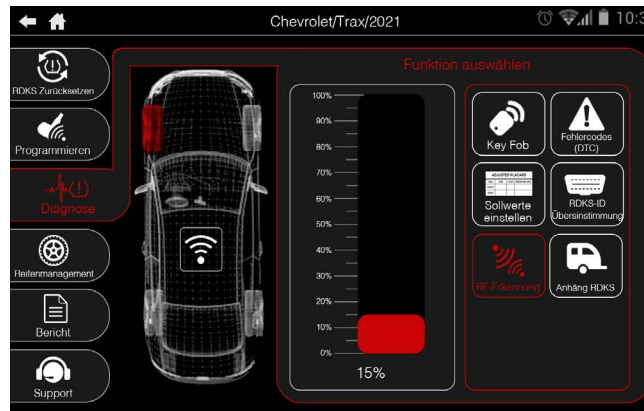 Chevrolet/Trax/2021
10:3
RDKS Zurücksetzen
Programmieren
Diagnose
Reifenmanagement
Bericht
Support
Funktion auswählen
100%
90%
80%
70%
60%
50%
40%
30%
20%
10%
0%
15%
Key Fob
Fehlercodes
(DTC)
ADJUSTED PLACARD
Sollwerte
einstellen
RDKS-ID
Übersinstimmung
RF-Erkennung
Anhäng RDKS